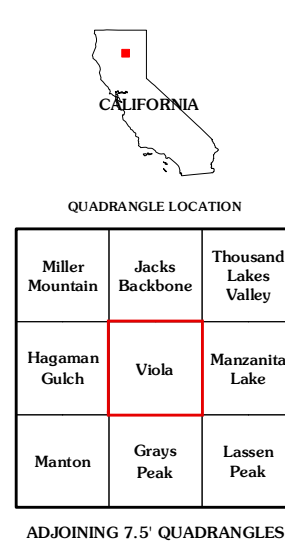 CALIFORNIA
QUADRANGLE LOCATION
Miller
Mountain
Jacks
Backbone
Thousand
Lakes
Valley
Hagaman
Gulch
Viola
Manzanita
Lake
Manton
Grays
Peak
Lassen
Peak
ADJOINING 7.5' QUADRANGLES